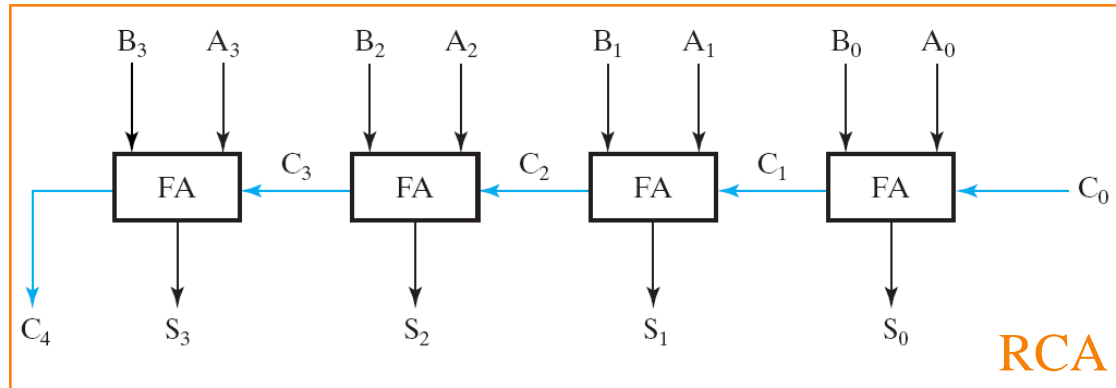 B₃ A₃ B₂ A₂ B₁ A₁ B₀ A₀
FA C₃ FA C₂ FA C₁ FA C₀
C₄ S₃ S₂ S₁ S₀
RCA